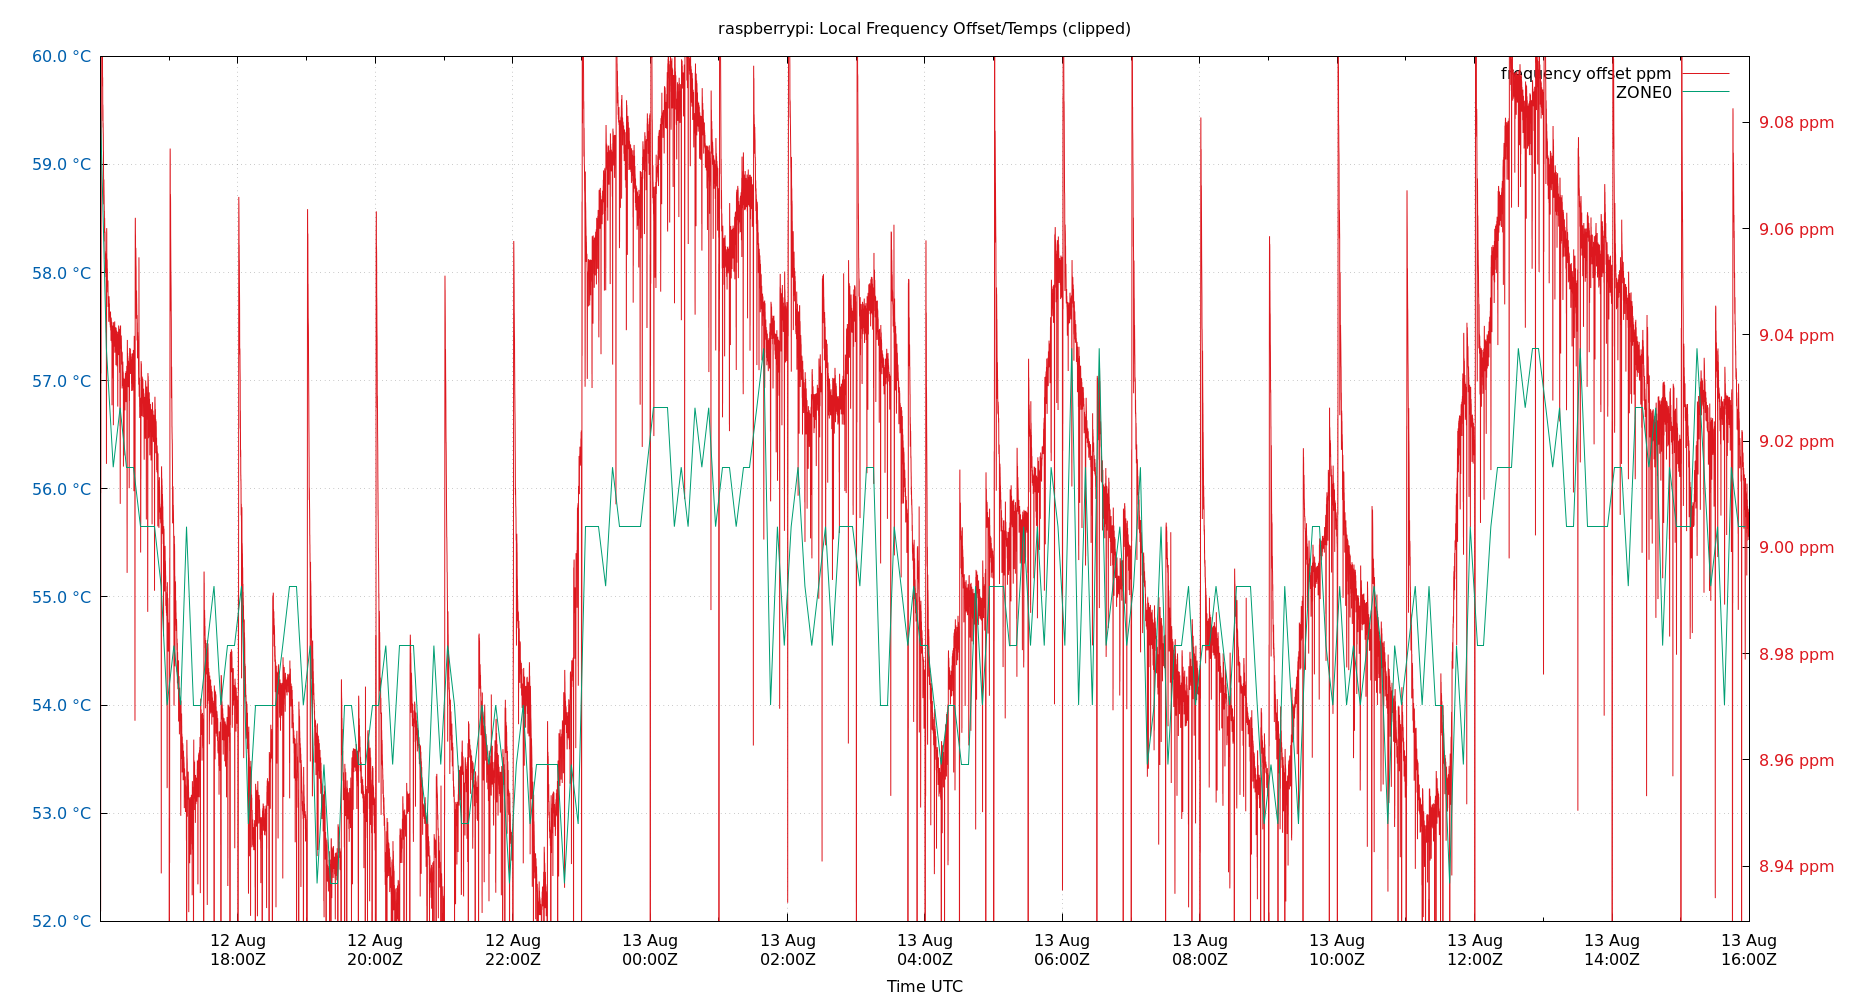 raspberrypi: Local Frequency Offset/Temps (clipped)
60.0 °C
59.0 °C
58.0 °C
57.0 °C
56.0 °C
55.0 °C
54.0 °C
53.0 °C
52.0 °C
frequency offset ppm
ZONE0
9.08 ppm
9.06 ppm
9.04 ppm
9.02 ppm
9.00 ppm
8.98 ppm
8.96 ppm
8.94 ppm
12 Aug 12 Aug 12 Aug 13 Aug 13 Aug 13 Aug 13 Aug 13 Aug 13 Aug 13 Aug 13 Aug 13 Aug
18:00Z 20:00Z 22:00Z 00:00Z 02:00Z 04:00Z 06:00Z 08:00Z 10:00Z 12:00Z 14:00Z 16:00Z
Time UTC